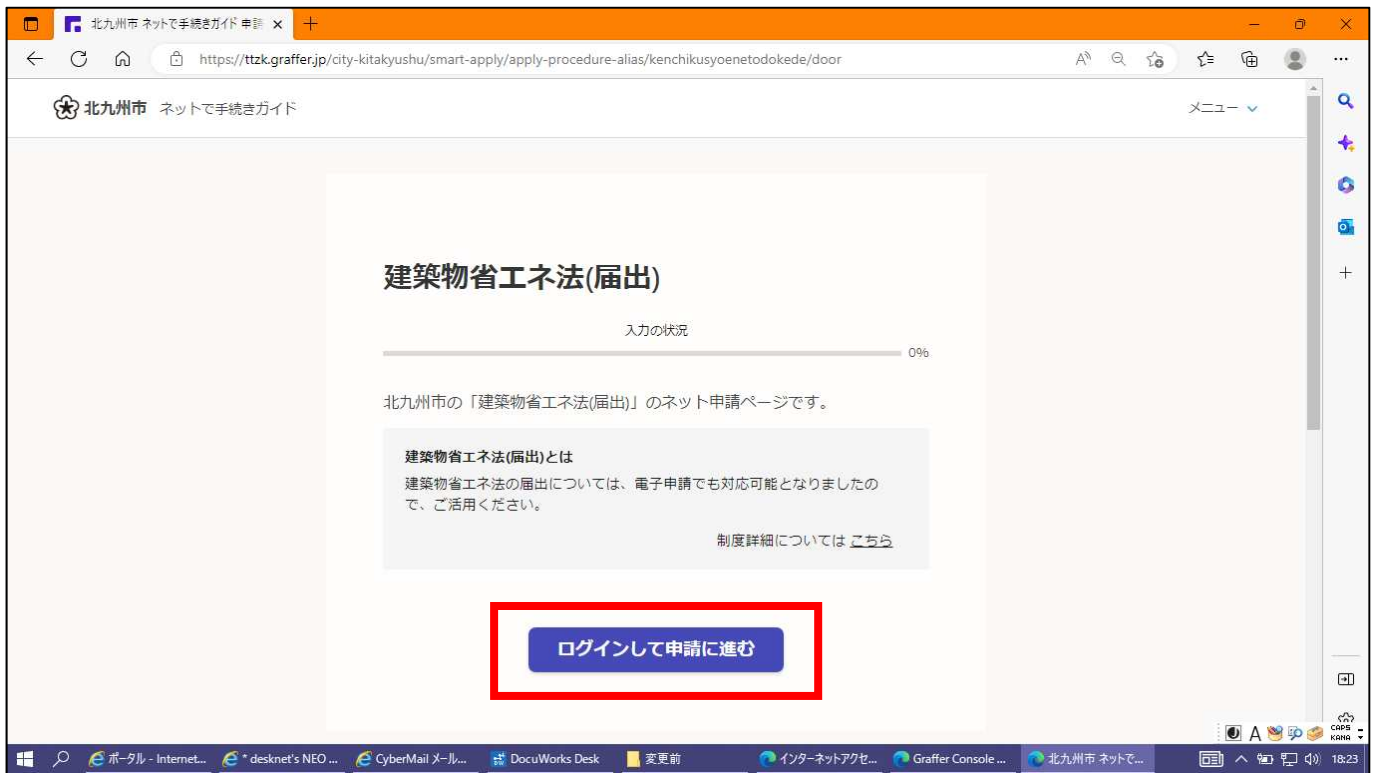 北九州市 ネットで手続きガイド 申請
https://ttzk.graffer.jp/city-kitakyushu/smart-apply/apply-procedure-alias/kenchikusyoenetodokede/door
北九州市 ネットで手続きガイド
メニュー
建築物省エネ法(届出)
入力の状況
0%
北九州市の「建築物省エネ法(届出)」のネット申請ページです。
建築物省エネ法(届出)とは
建築物省エネ法の届出については、電子申請でも対応可能となりましたの
で、ご活用ください。
制度詳細については こちら
ログインして申請に進む
A CAPS
KANA
ポータル - Internet... * desknet's NEO ... CyberMail メール... DocuWorks Desk 変更前 インターネットアクセ... Graffer Console ... 北九州市 ネットで... 18:23